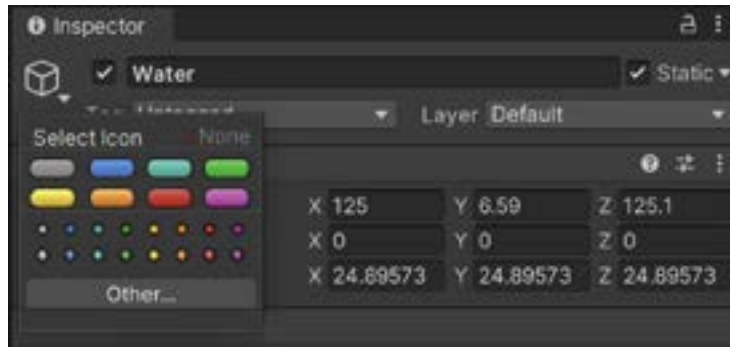 Inspector
Water Static
Layer Default
Select Icon None
X 125 Y 6.59 Z 125.1
X 0 Y 0 Z 0
X 24.89573 Y 24.89573 Z 24.89573
Other...